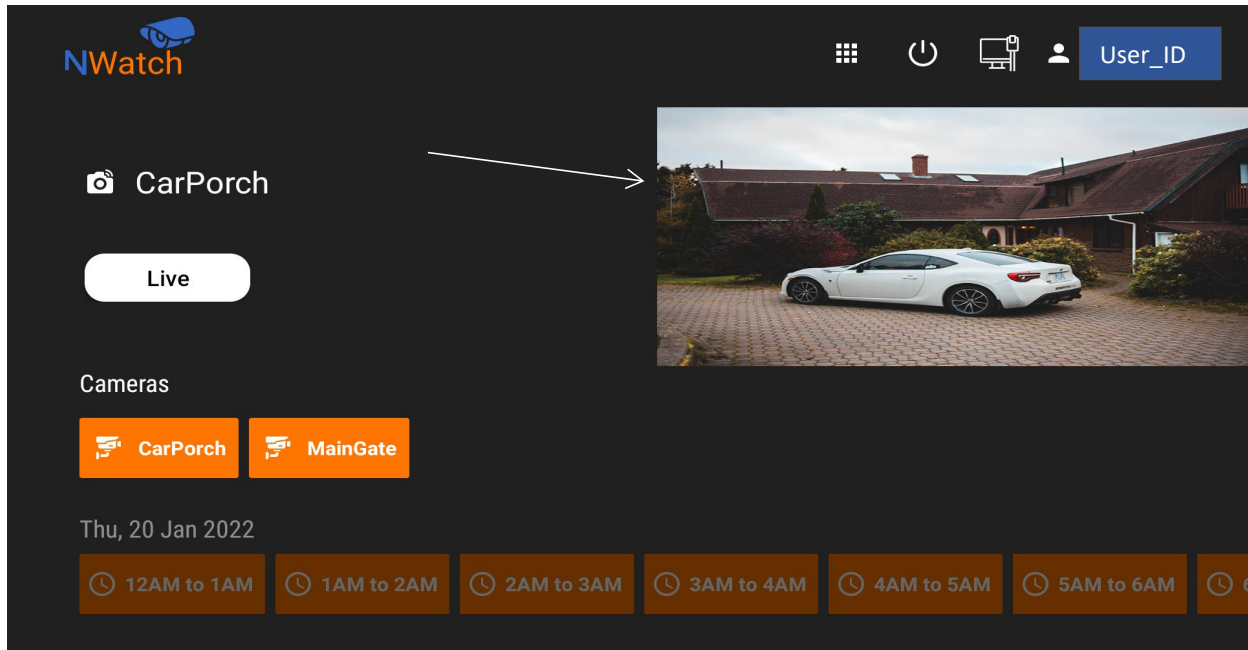 NWatch
User_ID
CarPorch
Live
Cameras
CarPorch MainGate
Thu, 20 Jan 2022
12AM to 1AM 1AM to 2AM 2AM to 3AM 3AM to 4AM 4AM to 5AM 5AM to 6AM